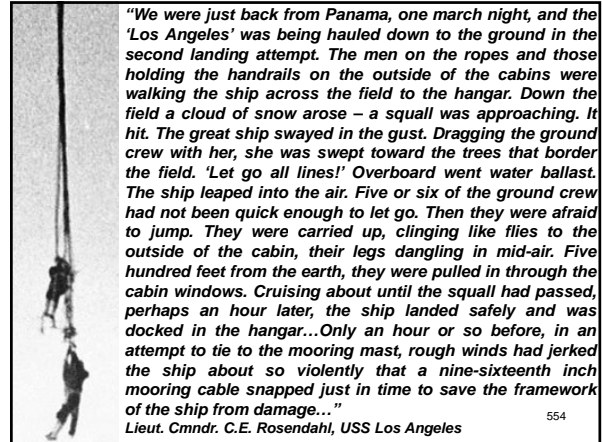 “We were just back from Panama, one march night, and the
‘Los Angeles’ was being hauled down to the ground in the
second landing attempt. The men on the ropes and those
holding the handrails on the outside of the cabins were
walking the ship across the field to the hangar. Down the
field a cloud of snow arose – a squall was approaching. It
hit. The great ship swayed in the gust. Dragging the ground
crew with her, she was swept toward the trees that border
the field. ‘Let go all lines!’ Overboard went water ballast.
The ship leaped into the air. Five or six of the ground crew
had not been quick enough to let go. Then they were afraid
to jump. They were carried up, clinging like flies to the
outside of the cabin, their legs dangling in mid-air. Five
hundred feet from the earth, they were pulled in through the
cabin windows. Cruising about until the squall had passed,
perhaps an hour later, the ship landed safely and was
docked in the hangar…Only an hour or so before, in an
attempt to tie to the mooring mast, rough winds had jerked
the ship about so violently that a nine-sixteenth inch
mooring cable snapped just in time to save the framework
of the ship from damage…”
Lieut. Cmndr. C.E. Rosendahl, USS Los Angeles
554